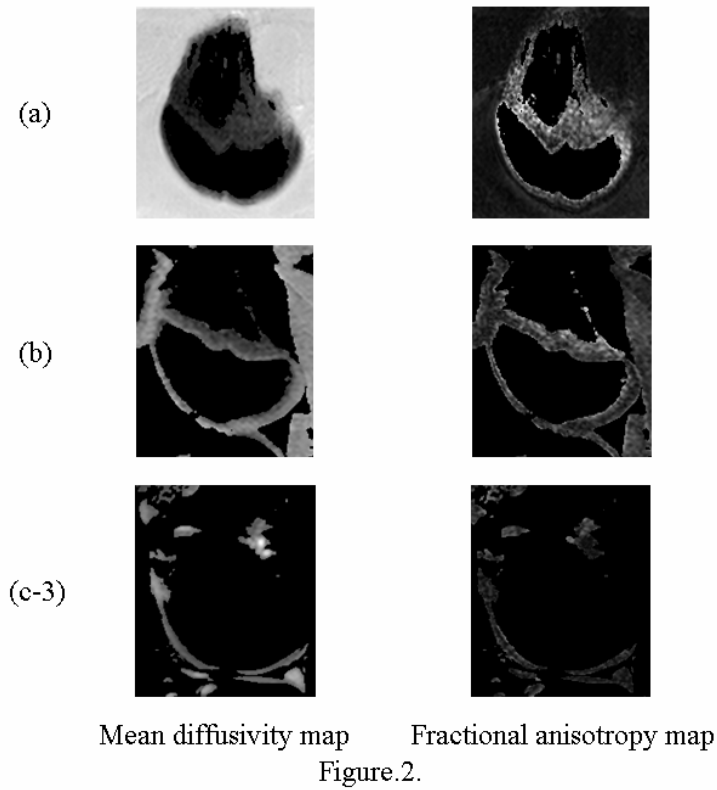 (a)
(b)
(c-3)
Mean diffusivity map Fractional anisotropy map
Figure.2.